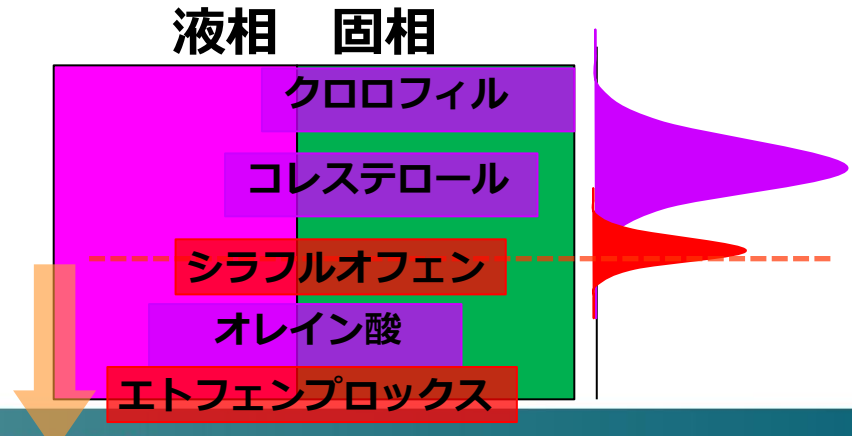 液相 固相
クロロフィル
コレステロール
シラフルオフェン
オレイン酸
エトフェンプロックス